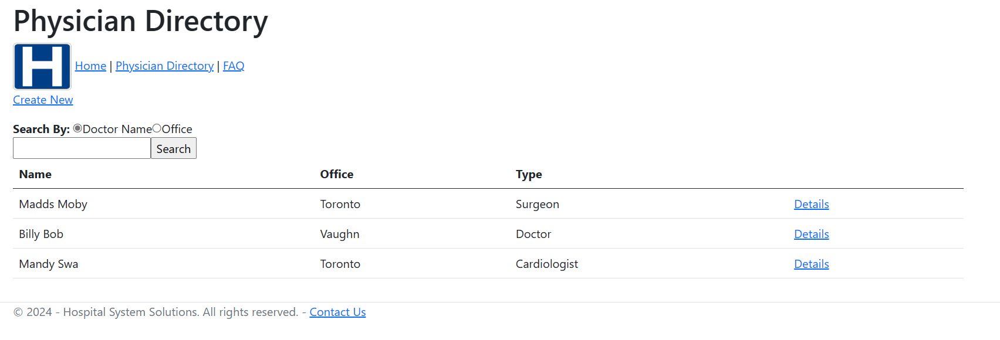 Physician Directory
H
Home | Physician Directory | FAQ
Create New
Search By: Doctor Name Office
Search
Name Office Type
Madds Moby Toronto Surgeon Details
Billy Bob Vaughn Doctor Details
Mandy Swa Toronto Cardiologist Details
© 2024 - Hospital System Solutions. All rights reserved. - Contact Us